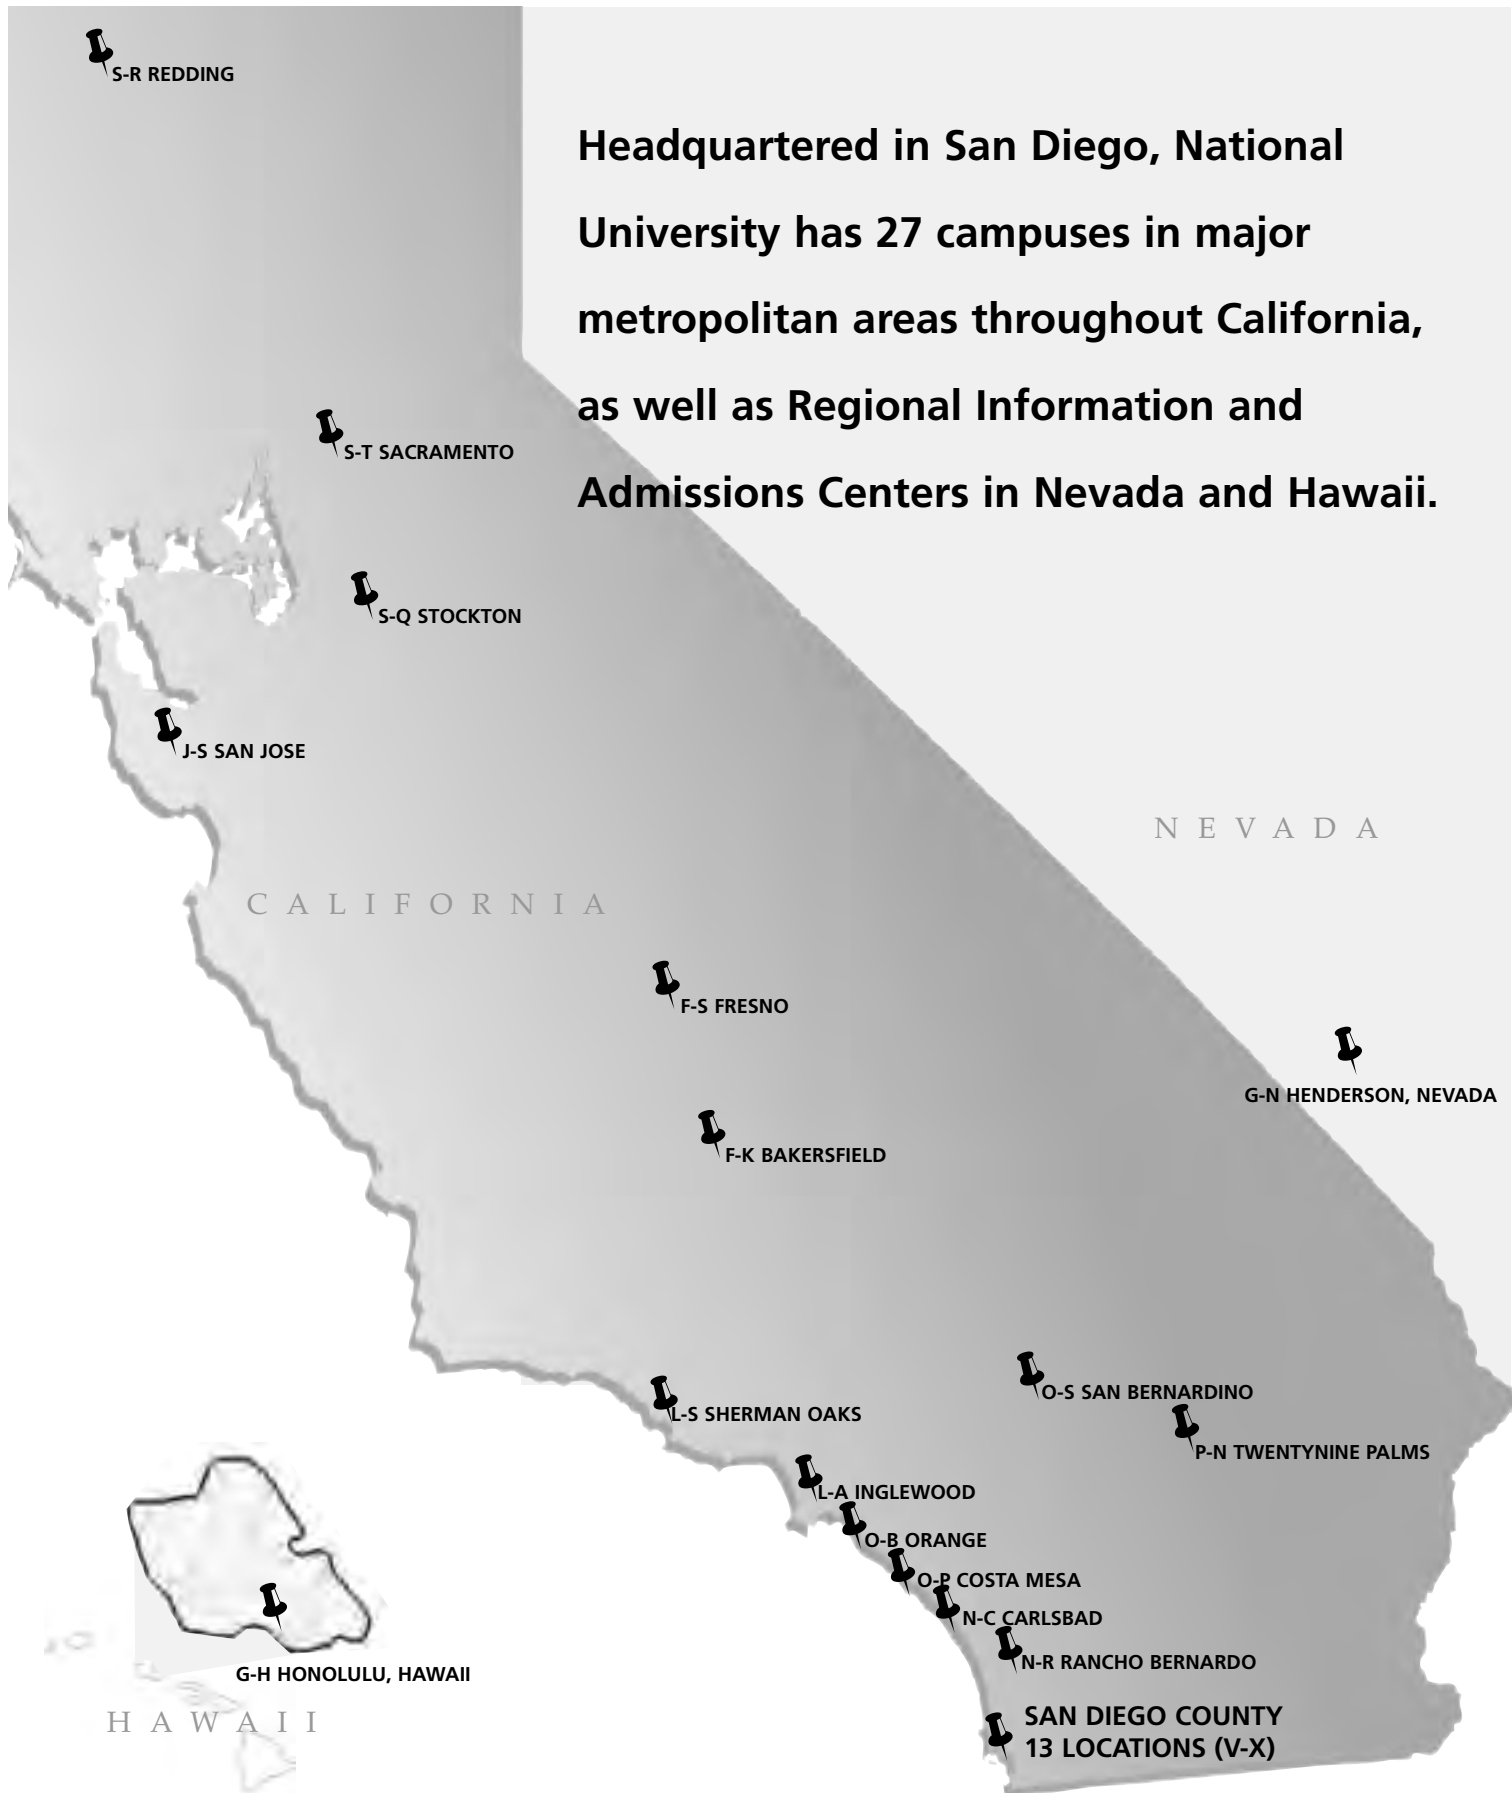 S-R REDDING
Headquartered in San Diego, National
University has 27 campuses in major
metropolitan areas throughout California,
as well as Regional Information and
Admissions Centers in Nevada and Hawaii.
S-T SACRAMENTO
S-Q STOCKTON
J-S SAN JOSE
NEVADA
CALIFORNIA
F-S FRESNO
G-N HENDERSON, NEVADA
F-K BAKERSFIELD
O-S SAN BERNARDINO
L-S SHERMAN OAKS
P-N TWENTYNINE PALMS
L-A INGLEWOOD
O-B ORANGE
O-P COSTA MESA
N-C CARLSBAD
N-R RANCHO BERNARDO
G-H HONOLULU, HAWAII
HAWAII
SAN DIEGO COUNTY
13 LOCATIONS (V-X)